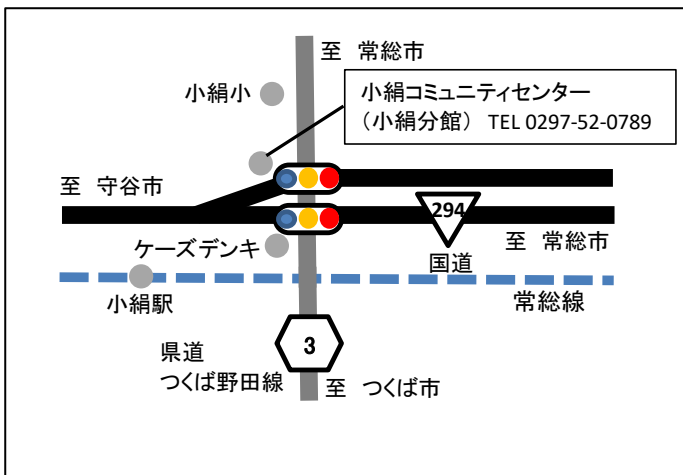 至 常総市
小絹小
小絹コミュニティセンター
（小絹分館） TEL 0297-52-0789
至 守谷市
294
至 常総市
ケーズデンキ
国道
小絹駅
常総線
3
県道
つくば野田線
至 つくば市